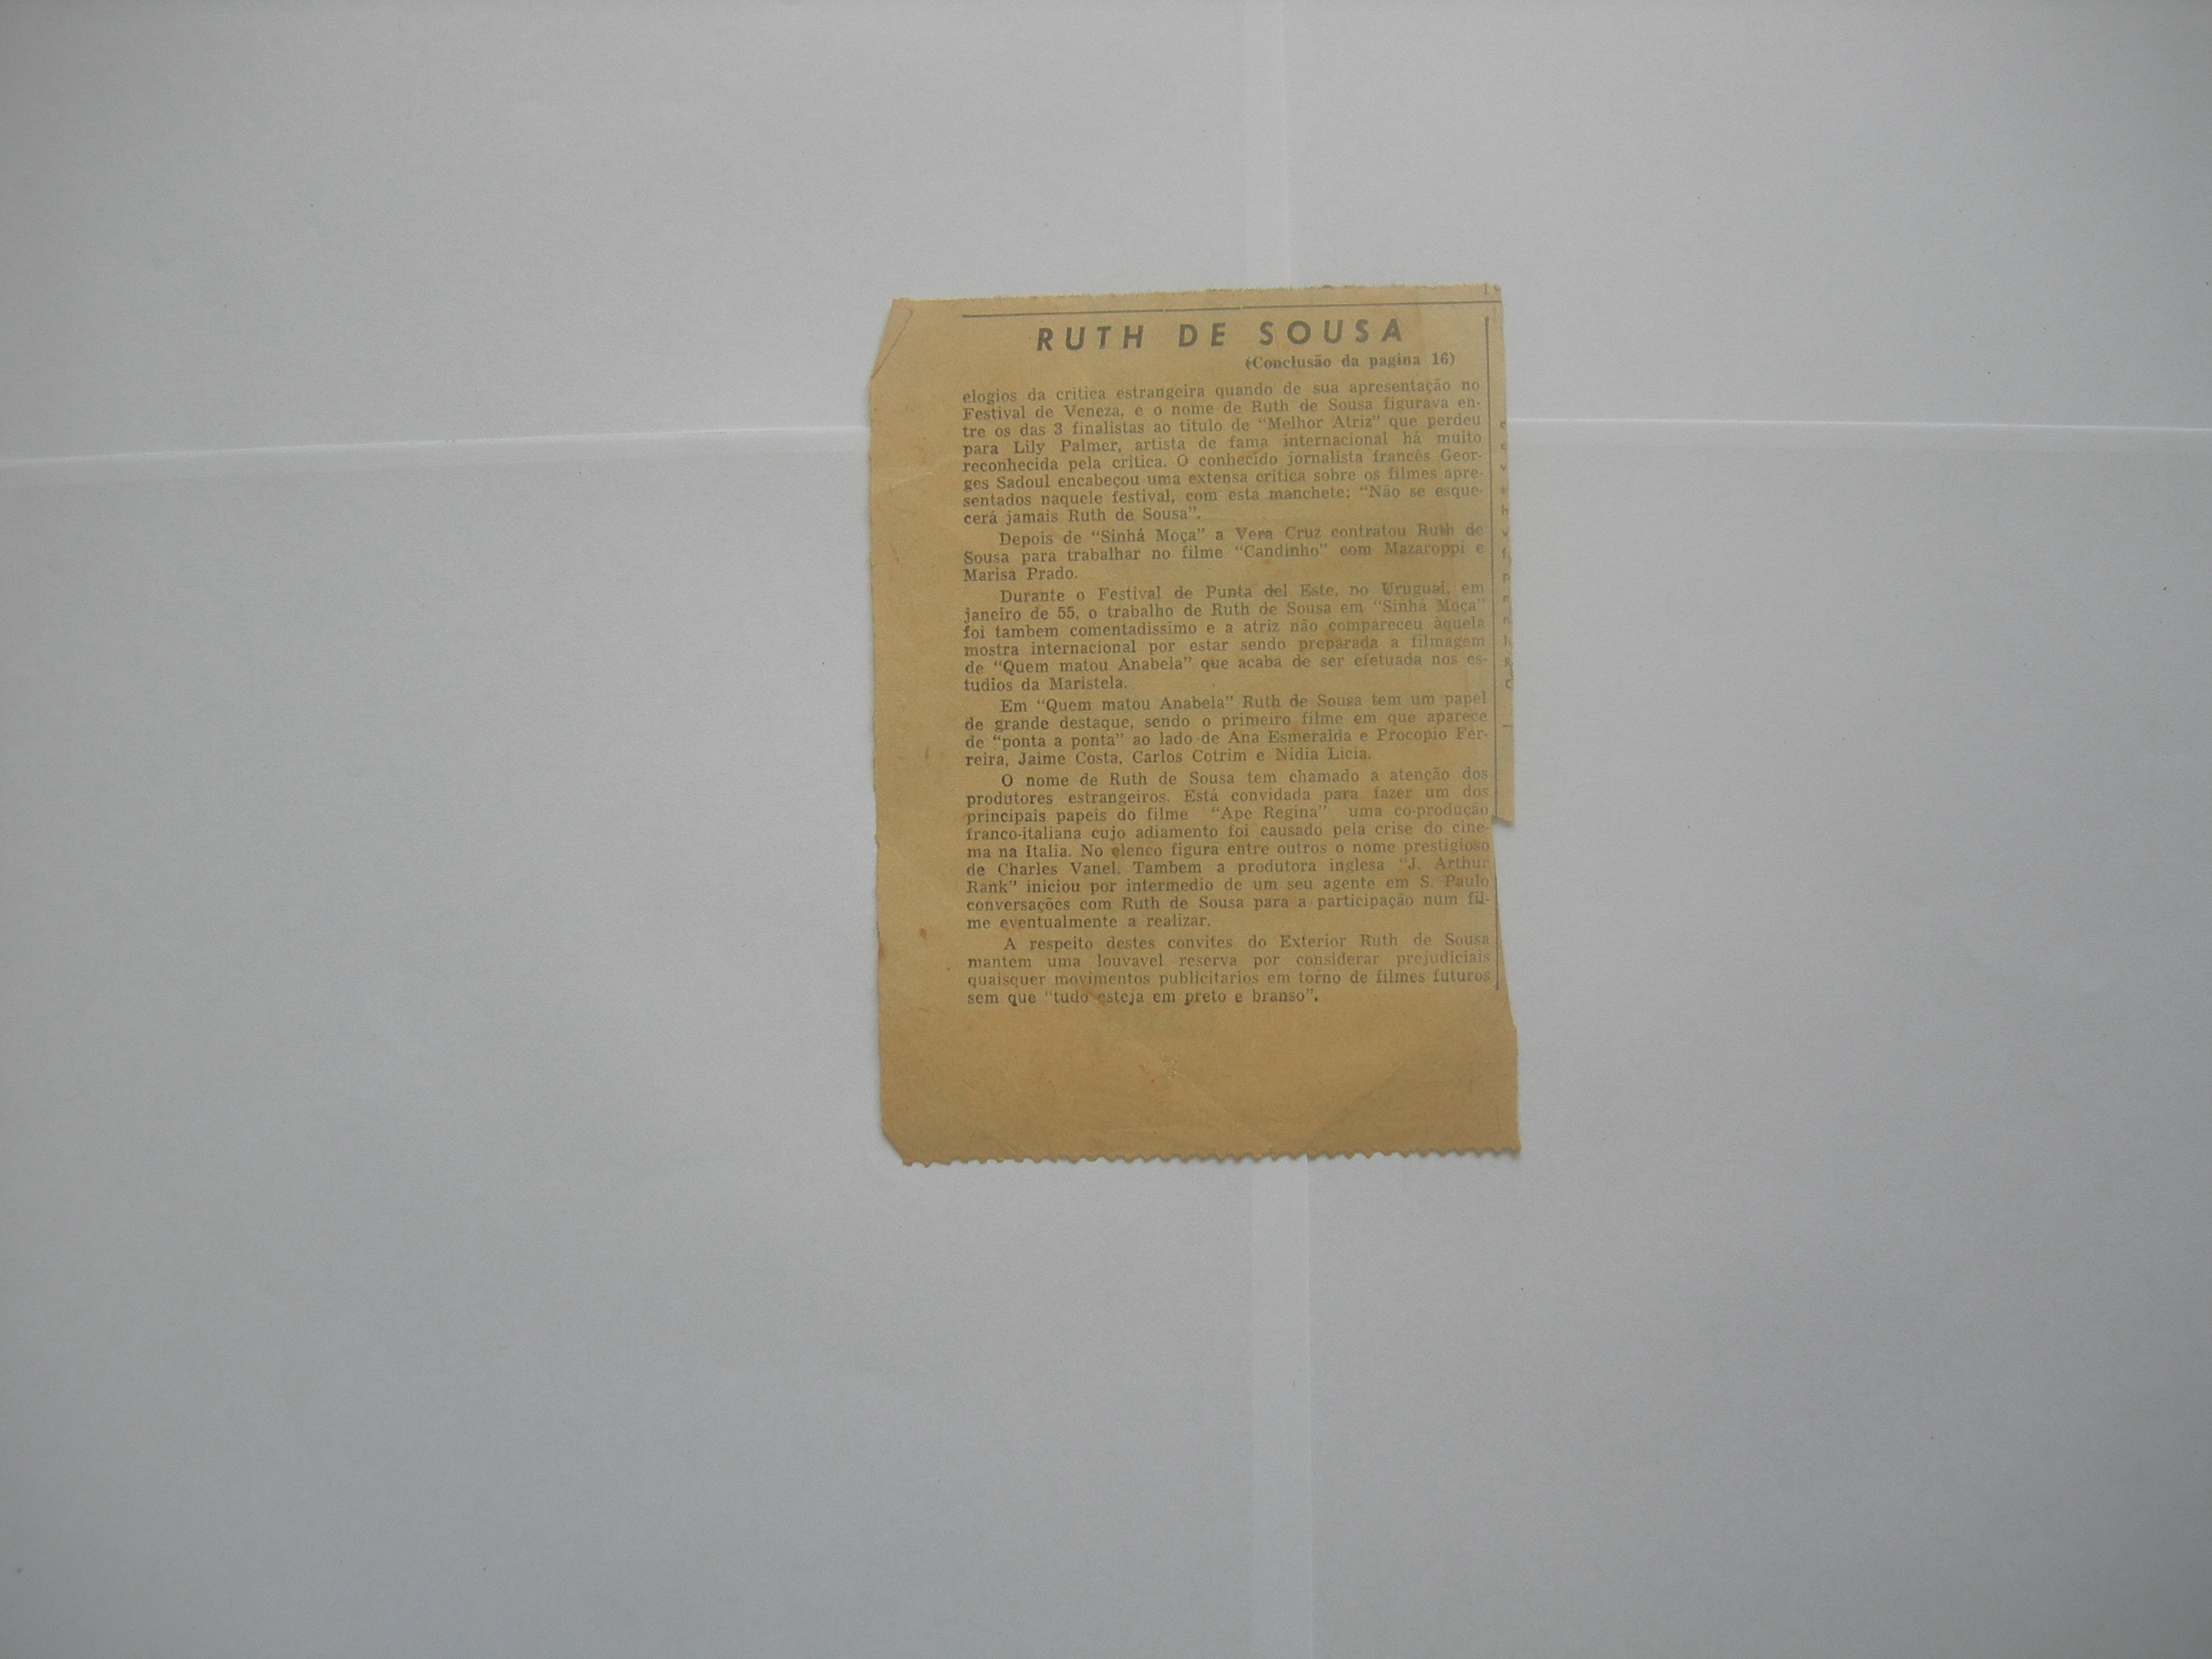 RUTH DE SOUSA
(Conclusão da pagina 16)
elogios da critica estrangeira quando de sua apresentação no
Festival de Veneza, e o nome de Ruth de Sousa figurava en-
tre os das 3 finalistas ao titulo de "Melhor Atriz" que perdeu
para Lily Palmer, artista de fama internacional há muito
reconhecida pela critica. O conhecido jornalista francês Geor-
ges Sadoul encabeçou uma extensa critica sobre os filmes apre-
sentados naquele festival, com esta manchete: "Não se esque-
cerá jamais Ruth de Sousa".
Depois de "Sinhá Moça" a Vera Cruz contratou Ruth de
Sousa para trabalhar no filme "Candinho" com Mazaroppi e
Marisa Prado.
Durante o Festival de Punta del Este, no Uruguai, em
janeiro de 55, o trabalho de Ruth de Sousa em "Sinhá Moça"
foi tambem comentadissimo e a atriz não compareceu àquela
mostra internacional por estar sendo preparada a filmagem
de "Quem matou Anabela" que acaba de ser efetuada nos es-
tudios da Maristela.
Em "Quem matou Anabela" Ruth de Sousa tem um papel
de grande destaque, sendo o primeiro filme em que aparece
de "ponta a ponta" ao lado de Ana Esmeralda e Procopio Fer-
reira, Jaime Costa, Carlos Cotrim e Nidia Licia.
O nome de Ruth de Sousa tem chamado a atenção dos
produtores estrangeiros. Está convidada para fazer um dos
principais papeis do filme "Ape Regina" uma co-produção
franco-italiana cujo adiamento foi causado pela crise do cine-
ma na Italia. No elenco figura entre outros o nome prestigioso
de Charles Vanel. Tambem a produtora inglesa "J. Arthur
Rank" iniciou por intermedio de um seu agente em S. Paulo
conversações com Ruth de Sousa para a participação num fil-
me eventualmente a realizar.
A respeito destes convites do Exterior Ruth de Sousa
mantem uma louvavel reserva por considerar prejudiciais
quaisquer movimentos publicitarios em torno de filmes futuros
sem que "tudo esteja em preto e branso".